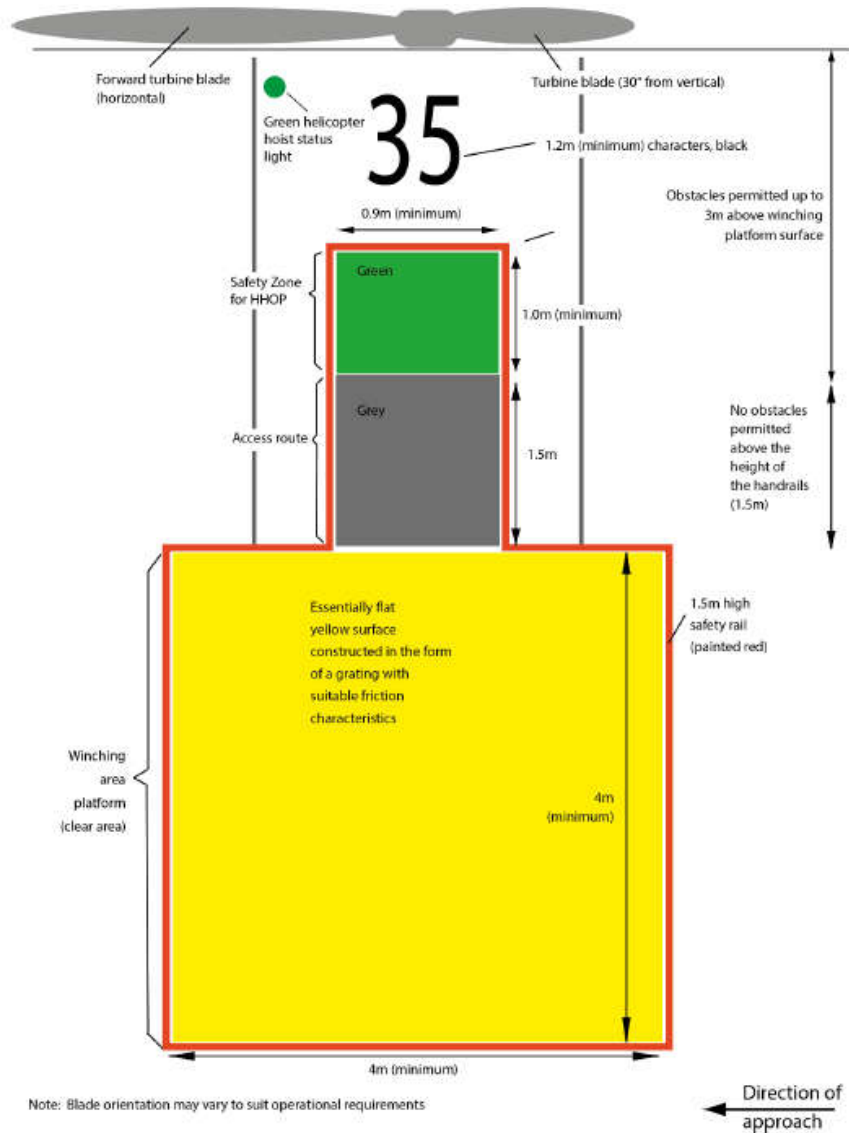 Forward turbine blade
(horizontal)
Turbine blade (30° from vertical)
Green helicopter
hoist status
light
35
1.2m (minimum) characters, black
Obstacles permitted up to
3m above winching
platform surface
0.9m (minimum)
Safety Zone
for HHOP
Green
1.0m (minimum)
Access route
Grey
1.5m
No obstacles
permitted
above the
height of
the handrails
(1.5m)
Essentially flat
yellow surface
constructed in the form
of a grating with
suitable friction
characteristics
1.5m high
safety rail
(painted red)
Winching
area
platform
(clear area)
4m
(minimum)
4m (minimum)
Note: Blade orientation may vary to suit operational requirements
Direction of
approach